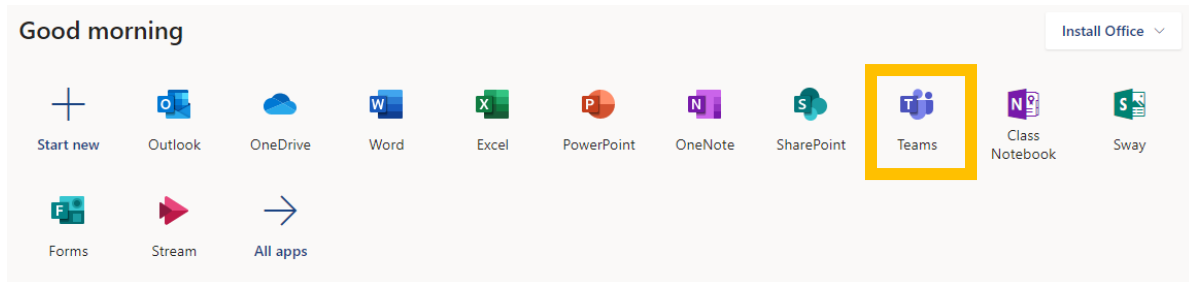 Good morning
Install Office
Start new
Outlook
OneDrive
Word
Excel
PowerPoint
OneNote
SharePoint
Teams
Class
Notebook
Sway
Forms
Stream
All apps